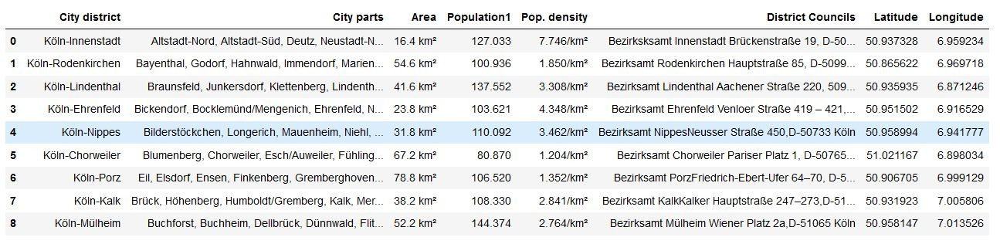 City district City parts Area Population1 Pop. density District Councils Latitude Longitude
0 Köln-Innenstadt Altstadt-Nord, Altstadt-Süd, Deutz, Neustadt-N... 16.4 km² 127.033 7.746/km² Bezirksksamt Innenstadt Brückenstraße 19, D-50... 50.937328 6.959234
1 Köln-Rodenkirchen Bayenthal, Godorf, Hahnwald, Immendorf, Marien... 54.6 km² 100.936 1.850/km² Bezirksamt Rodenkirchen Hauptstraße 85, D-5099... 50.865622 6.969718
2 Köln-Lindenthal Braunsfeld, Junkersdorf, Klettenberg, Lindenth... 41.6 km² 137.552 3.308/km² Bezirksamt Lindenthal Aachener Straße 220, 509... 50.935935 6.871246
3 Köln-Ehrenfeld Bickendorf, Bocklemünd/Mengenich, Ehrenfeld, N... 23.8 km² 103.621 4.348/km² Bezirksamt Ehrenfeld Venloer Straße 419 – 421,... 50.951502 6.916529
4 Köln-Nippes Bilderstöckchen, Longerich, Mauenheim, Niehl, ... 31.8 km² 110.092 3.462/km² Bezirksamt NippesNeusser Straße 450,D-50733 Köln 50.958994 6.941777
5 Köln-Chorweiler Blumenberg, Chorweiler, Esch/Auweiler, Fühling... 67.2 km² 80.870 1.204/km² Bezirksamt Chorweiler Pariser Platz 1, D-50765... 51.021167 6.898034
6 Köln-Porz Eil, Elsdorf, Ensen, Finkenberg, Gremberghoven... 78.8 km² 106.520 1.352/km² Bezirksamt PorzFriedrich-Ebert-Ufer 64–70, D-5... 50.906705 6.999129
7 Köln-Kalk Brück, Höhenberg, Humboldt/Gremberg, Kalk, Mer... 38.2 km² 108.330 2.841/km² Bezirksamt KalkKalker Hauptstraße 247–273,D-51... 50.931923 7.005806
8 Köln-Mülheim Buchforst, Buchheim, Dellbrück, Dünnwald, Flit... 52.2 km² 144.374 2.764/km² Bezirksamt Mülheim Wiener Platz 2a,D-51065 Köln 50.958147 7.013526